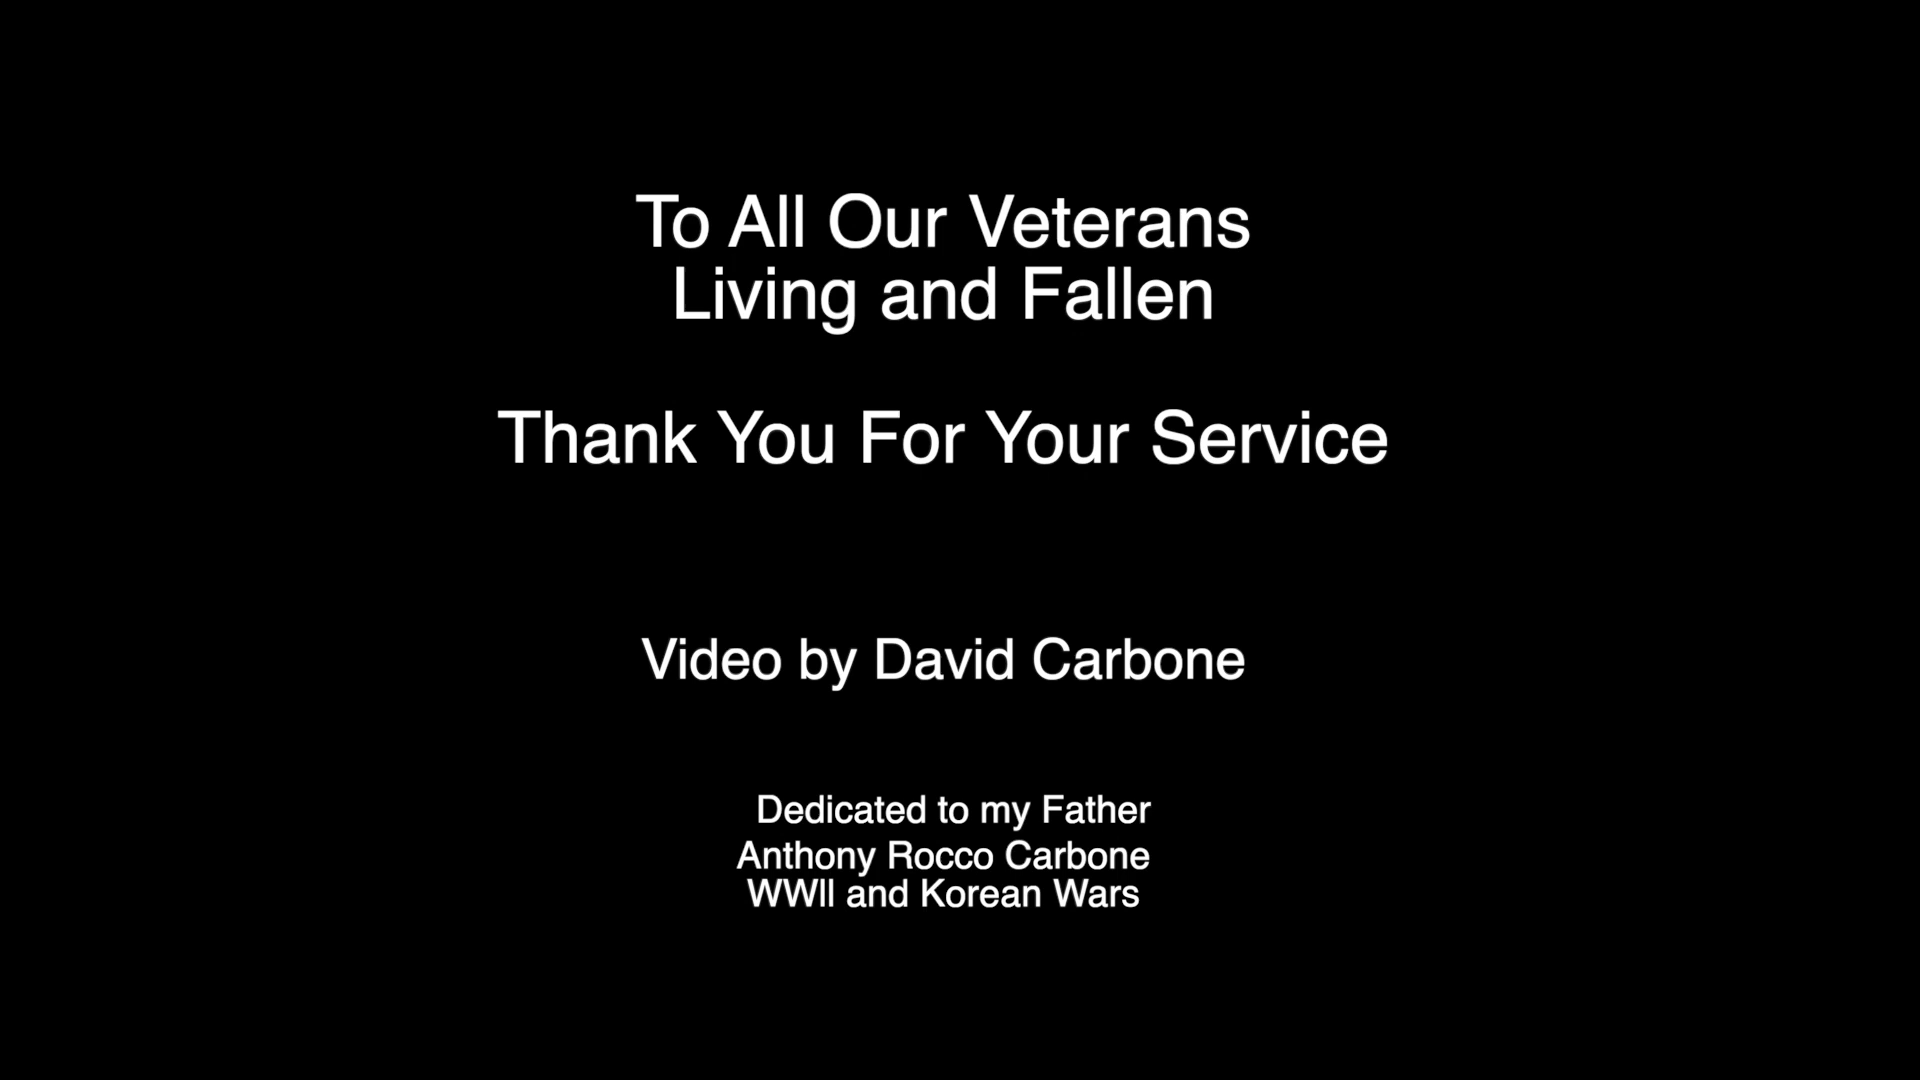 To All Our Veterans
Living and Fallen
Thank You For Your Service
Video by David Carbone
Dedicated to my Father
Anthony Rocco Carbone
WWll and Korean Wars